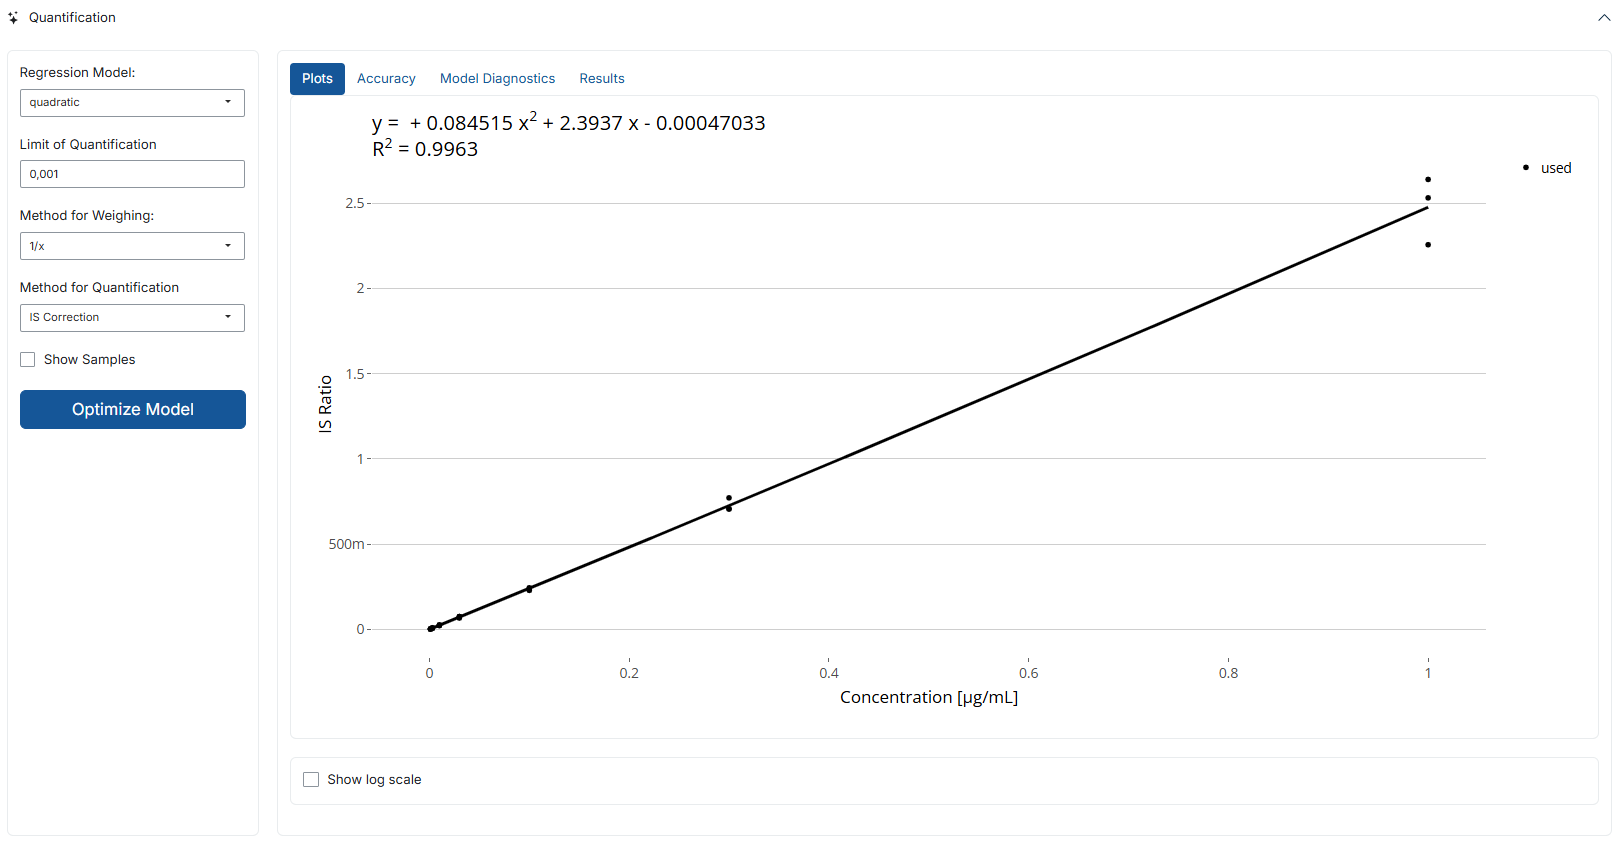 Quantification
Regression Model:
quadratic
Limit of Quantification
0,001
Method for Weighing:
1/x
Method for Quantification
IS Correction
Show Samples
Optimize Model
Plots Accuracy Model Diagnostics Results
y = + 0.084515 x² + 2.3937 x - 0.00047033
R² = 0.9963
used
2.5
2
1.5
1
500m
0
IS Ratio
0 0.2 0.4 0.6 0.8 1
Concentration [µg/mL]
Show log scale